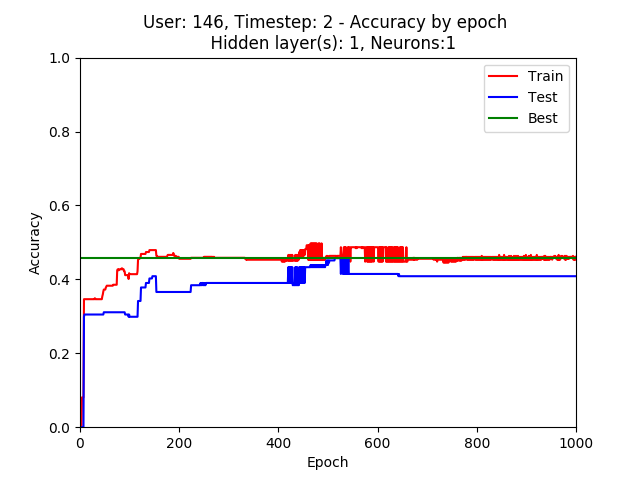 User: 146, Timestep: 2 - Accuracy by epoch
Hidden layer(s): 1, Neurons:1
Train
Test
Best
1.0
0.8
0.6
0.4
0.2
0.0
Accuracy
0
200
400
600
800
1000
Epoch